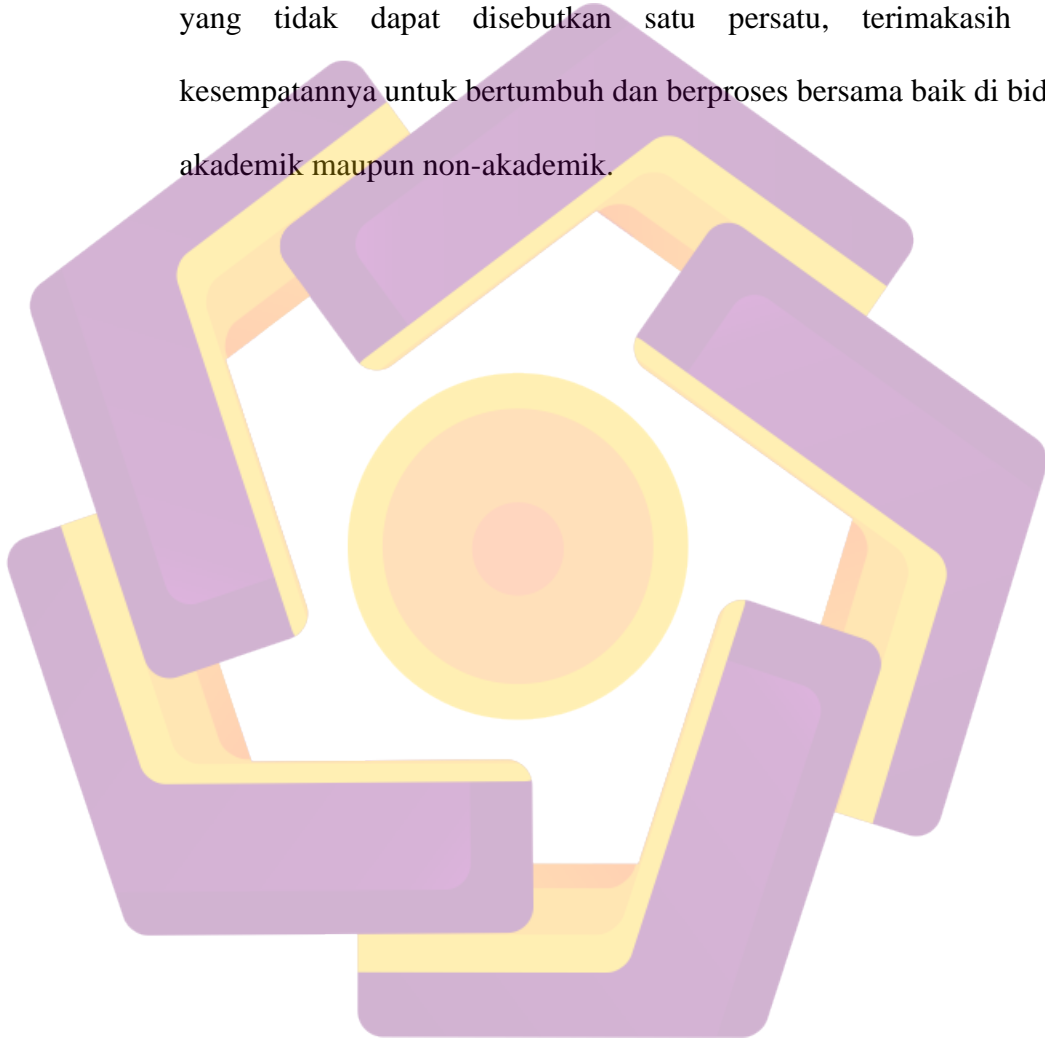 yang tidak dapat disebutkan satu persatu, terimakasih
kesempatannya untuk bertumbuh dan berproses bersama baik di
akademik maupun non-akademik.